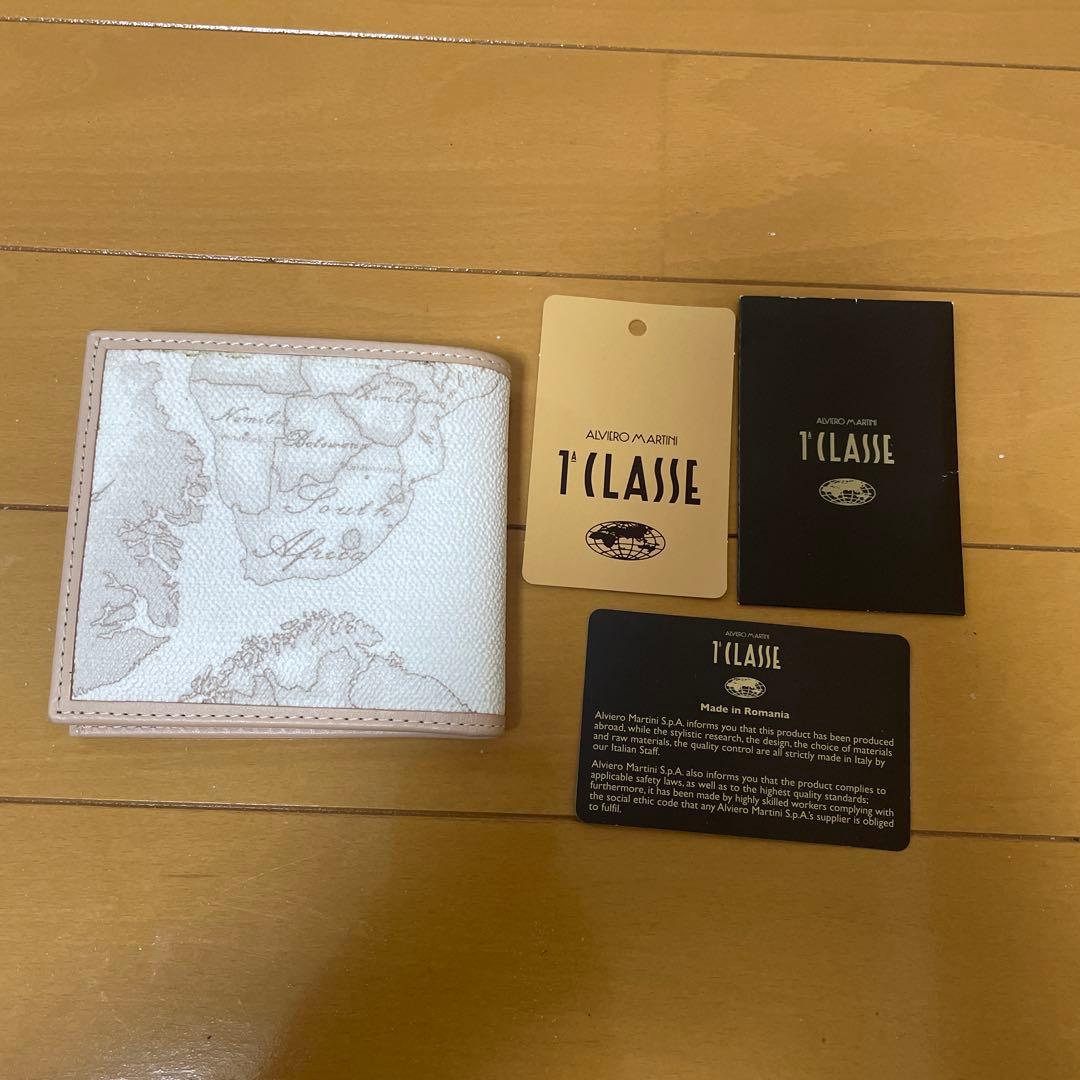 Namibia
Botswana
South
Africa
ALVIERO MARTINI
1ª CLASSE
ALVIERO MARTINI
1ª CLASSE
ALVIERO MARTINI
1ª CLASSE
Made in Romania
Alviero Martini S.p.A. informs you that this product has been produced
abroad, while the stylistic research, the design, the choice of materials
and raw materials, the quality control are all strictly made in Italy by
our Italian Staff.
Alviero Martini S.p.A. also informs you that the product complies to
applicable safety laws, as well as to the highest quality standards;
furthermore, it has been made by highly skilled workers complying with
the social ethic code that any Alviero Martini S.p.A.'s supplier is obliged
to fulfil.